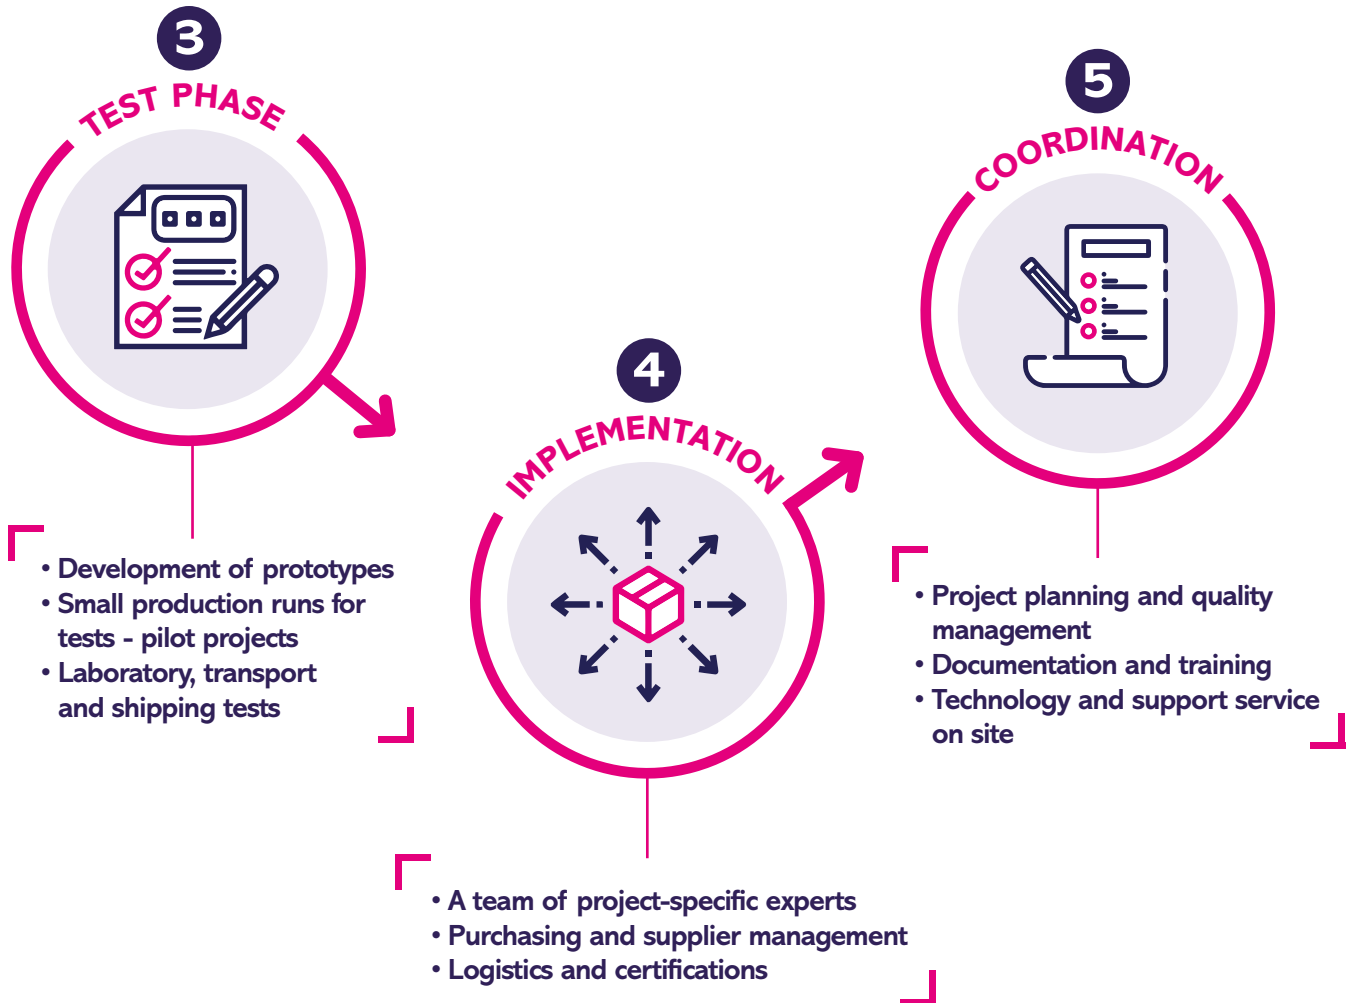 3
TEST PHASE
• Development of prototypes
• Small production runs for
tests - pilot projects
• Laboratory, transport
and shipping tests
4
IMPLEMENTATION
• A team of project-specific experts
• Purchasing and supplier management
• Logistics and certifications
5
COORDINATION
• Project planning and quality
management
• Documentation and training
• Technology and support service
on site